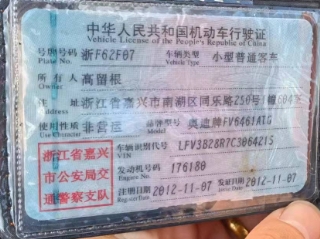 中华人民共和国机动车行驶证
Vehicle License of the People's Republic of China
号牌号码 浙F62F07 车辆类型 小型普通客车
Plate No. Vehicle Type
所有人 高留根
Owner
住址 浙江省嘉兴市南湖区同乐路250号1幢504室
Address
使用性质 非营运 品牌型号 奥迪牌FV6461ATG
Use Character Model
浙江省嘉兴市公安局交通警察支队
车辆识别代号 LFV3B28R7C3064215
VIN
发动机号码 176180
Engine No.
注册日期 2012-11-07 发证日期 2012-11-07
Register Date Issue Date